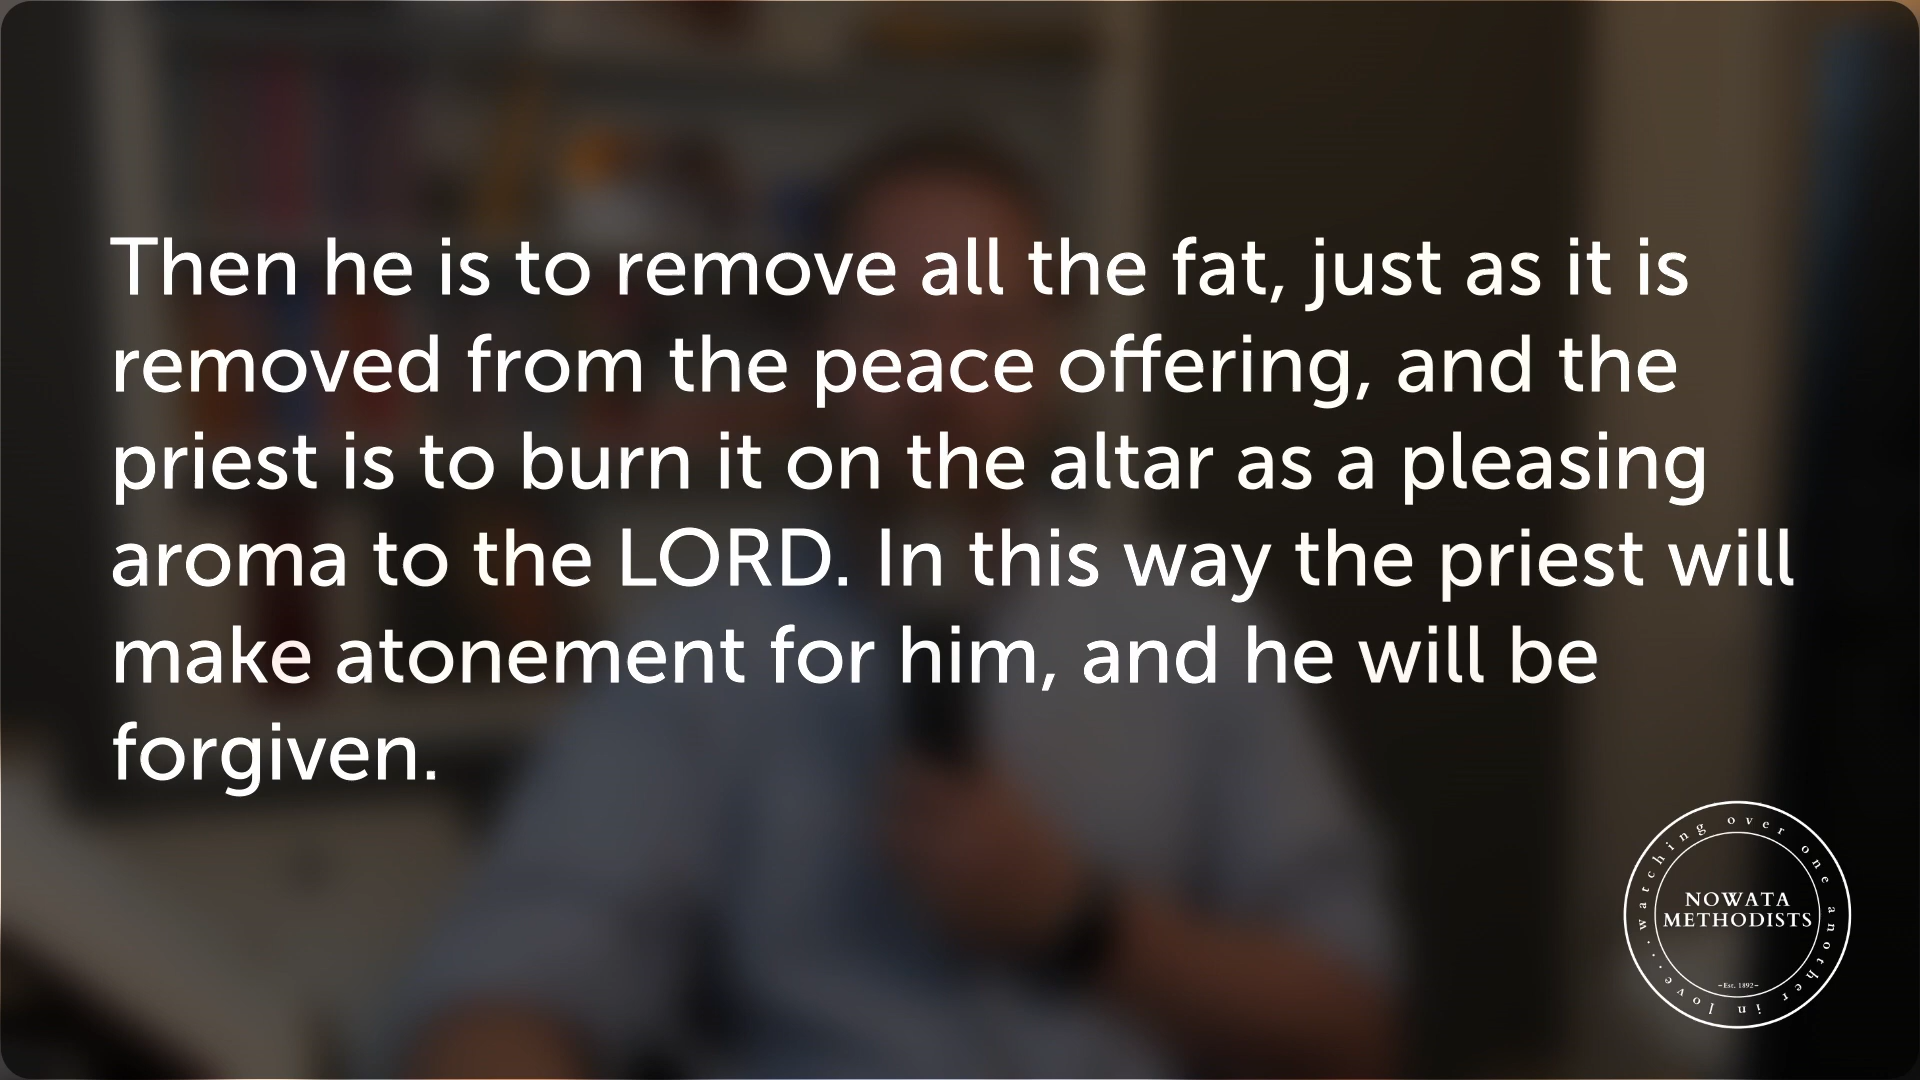 Then he is to remove all the fat, just as it is
removed from the peace offering, and the
priest is to burn it on the altar as a pleasing
aroma to the LORD. In this way the priest will
make atonement for him, and he will be
forgiven.
watching over one another in love...
NOWATA
METHODISTS
~Est. 1892~